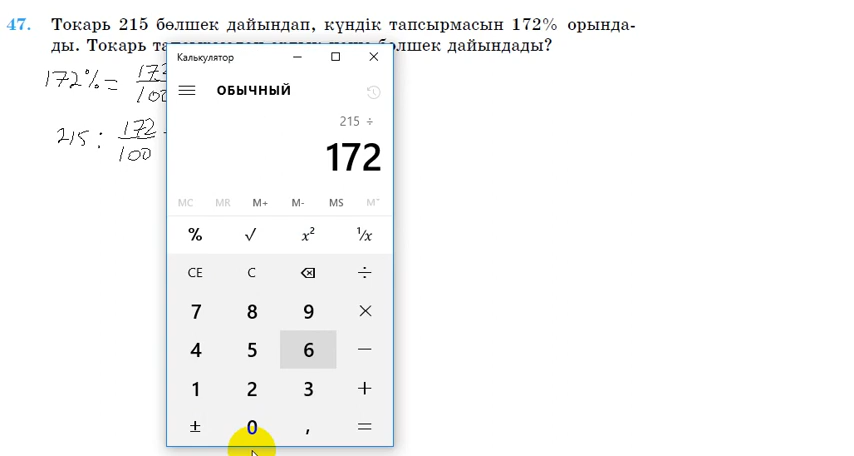 47. Токарь 215 бөлшек дайындап, күндік тапсырмасын 172% орында-
ды. Токарь бөлшек дайындады?
172% = 172/100
215 : 172/100
Калькулятор
ОБЫЧНЫЙ
215 ÷
172
MC MR M+ M- MS M˅
% √ x² ¹/x
CE C ⌫ ÷
7 8 9 ×
4 5 6 −
1 2 3 +
± 0 , =